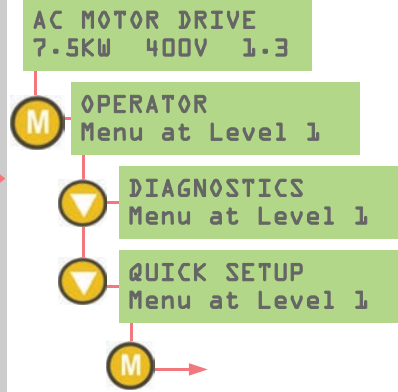 AC MOTOR DRIVE
7.5KW 400V 1.3
M
OPERATOR
Menu at Level 1
DIAGNOSTICS
Menu at Level 1
QUICK SETUP
Menu at Level 1
M